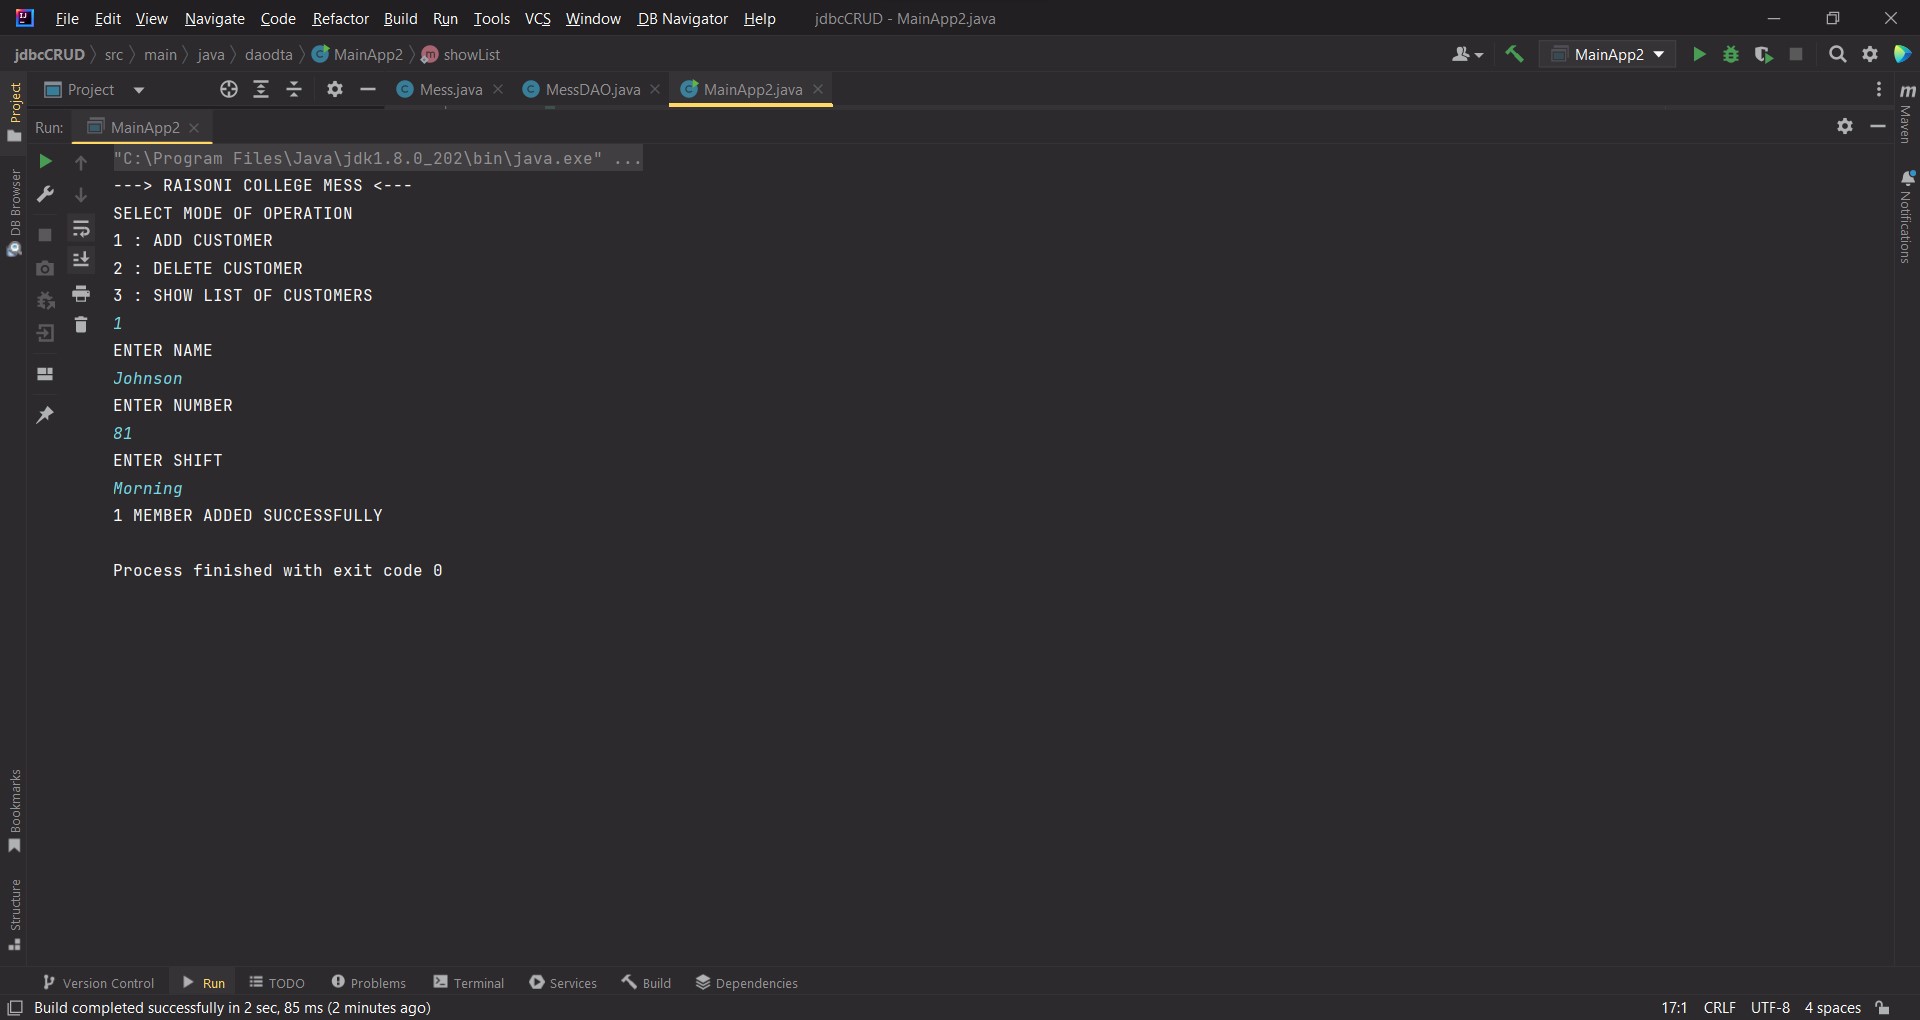 File Edit View Navigate Code Refactor Build Run Tools VCS Window DB Navigator Help jdbcCRUD - MainApp2.java
jdbcCRUD src main java daodta MainApp2 showList MainApp2
Project Mess.java MessDAO.java MainApp2.java
Run: MainApp2
"C:\Program Files\Java\jdk1.8.0_202\bin\java.exe" ...
---> RAISONI COLLEGE MESS <---
SELECT MODE OF OPERATION
1 : ADD CUSTOMER
2 : DELETE CUSTOMER
3 : SHOW LIST OF CUSTOMERS
1
ENTER NAME
Johnson
ENTER NUMBER
81
ENTER SHIFT
Morning
1 MEMBER ADDED SUCCESSFULLY
Process finished with exit code 0
Project
DB Browser
Bookmarks
Structure
m Maven
Notifications
Version Control Run TODO Problems Terminal Services Build Dependencies
Build completed successfully in 2 sec, 85 ms (2 minutes ago) 17:1 CRLF UTF-8 4 spaces